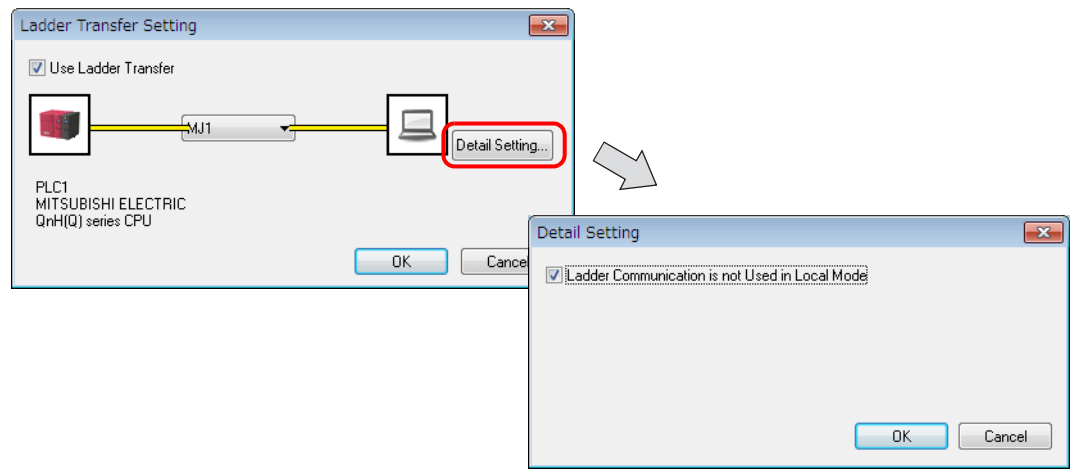 Ladder Transfer Setting
Use Ladder Transfer
MJ1
Detail Setting...
PLC1
MITSUBISHI ELECTRIC
QnH(Q) series CPU
OK
Cancel
Detail Setting
Ladder Communication is not Used in Local Mode
OK
Cancel